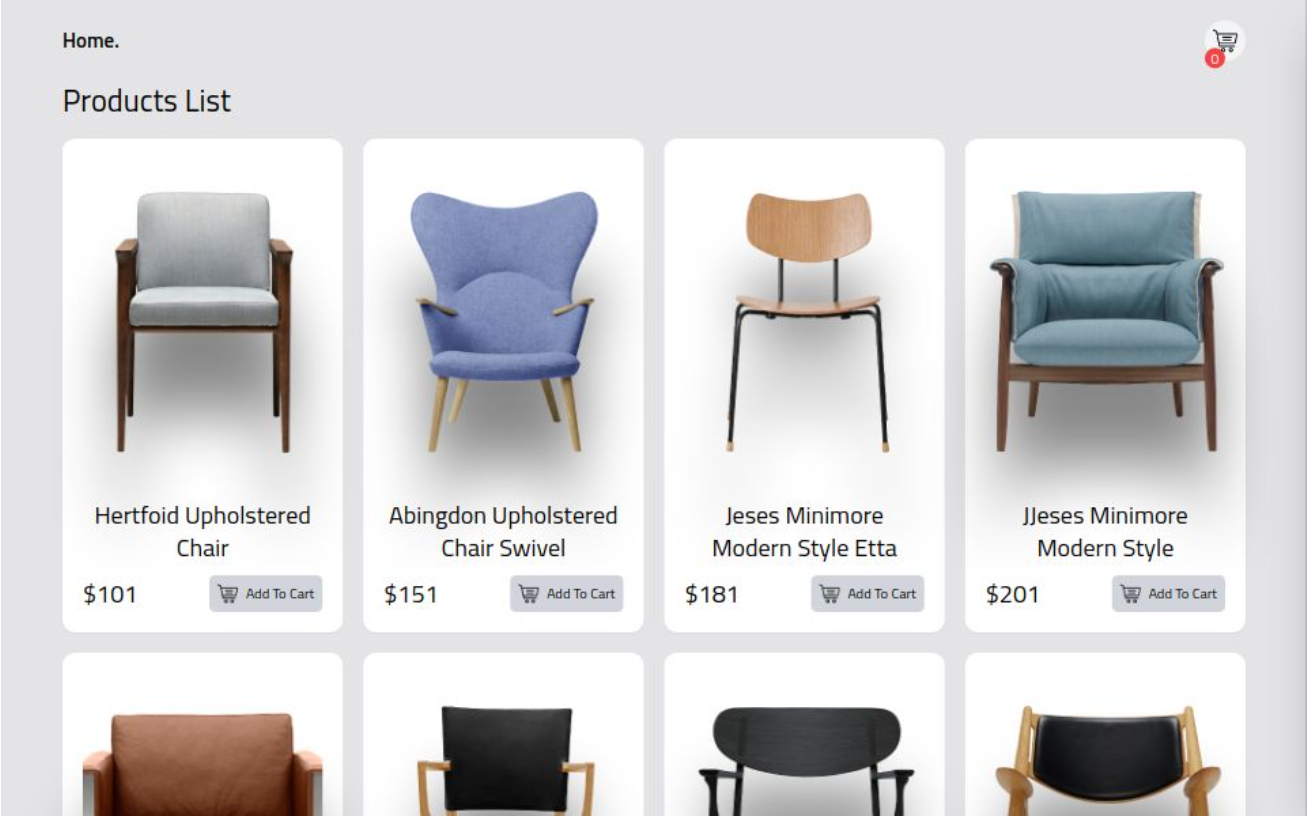 Home.
0
Products List
Hertfoid Upholstered
Chair
$101
Add To Cart
Abingdon Upholstered
Chair Swivel
$151
Add To Cart
Jeses Minimore
Modern Style Etta
$181
Add To Cart
JJeses Minimore
Modern Style
$201
Add To Cart